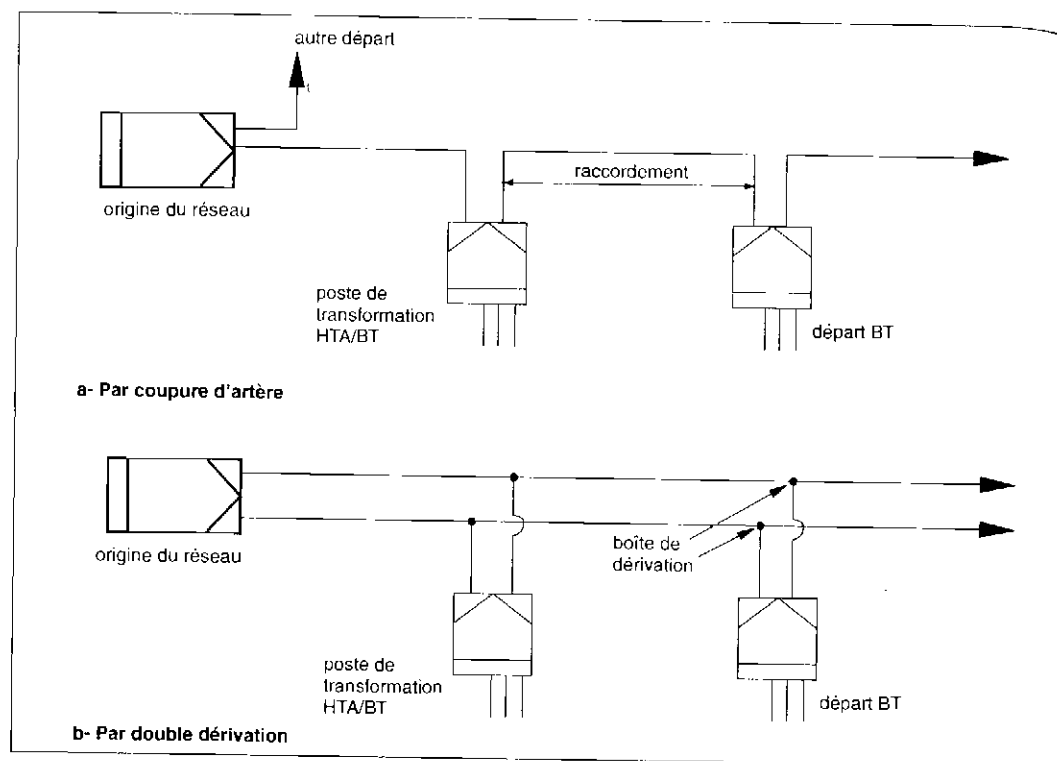 autre départ
origine du réseau
raccordement
poste de
transformation
HTA/BT
départ BT
a- Par coupure d'artère
origine du réseau
boîte de
dérivation
poste de
transformation
HTA/BT
départ BT
b- Par double dérivation